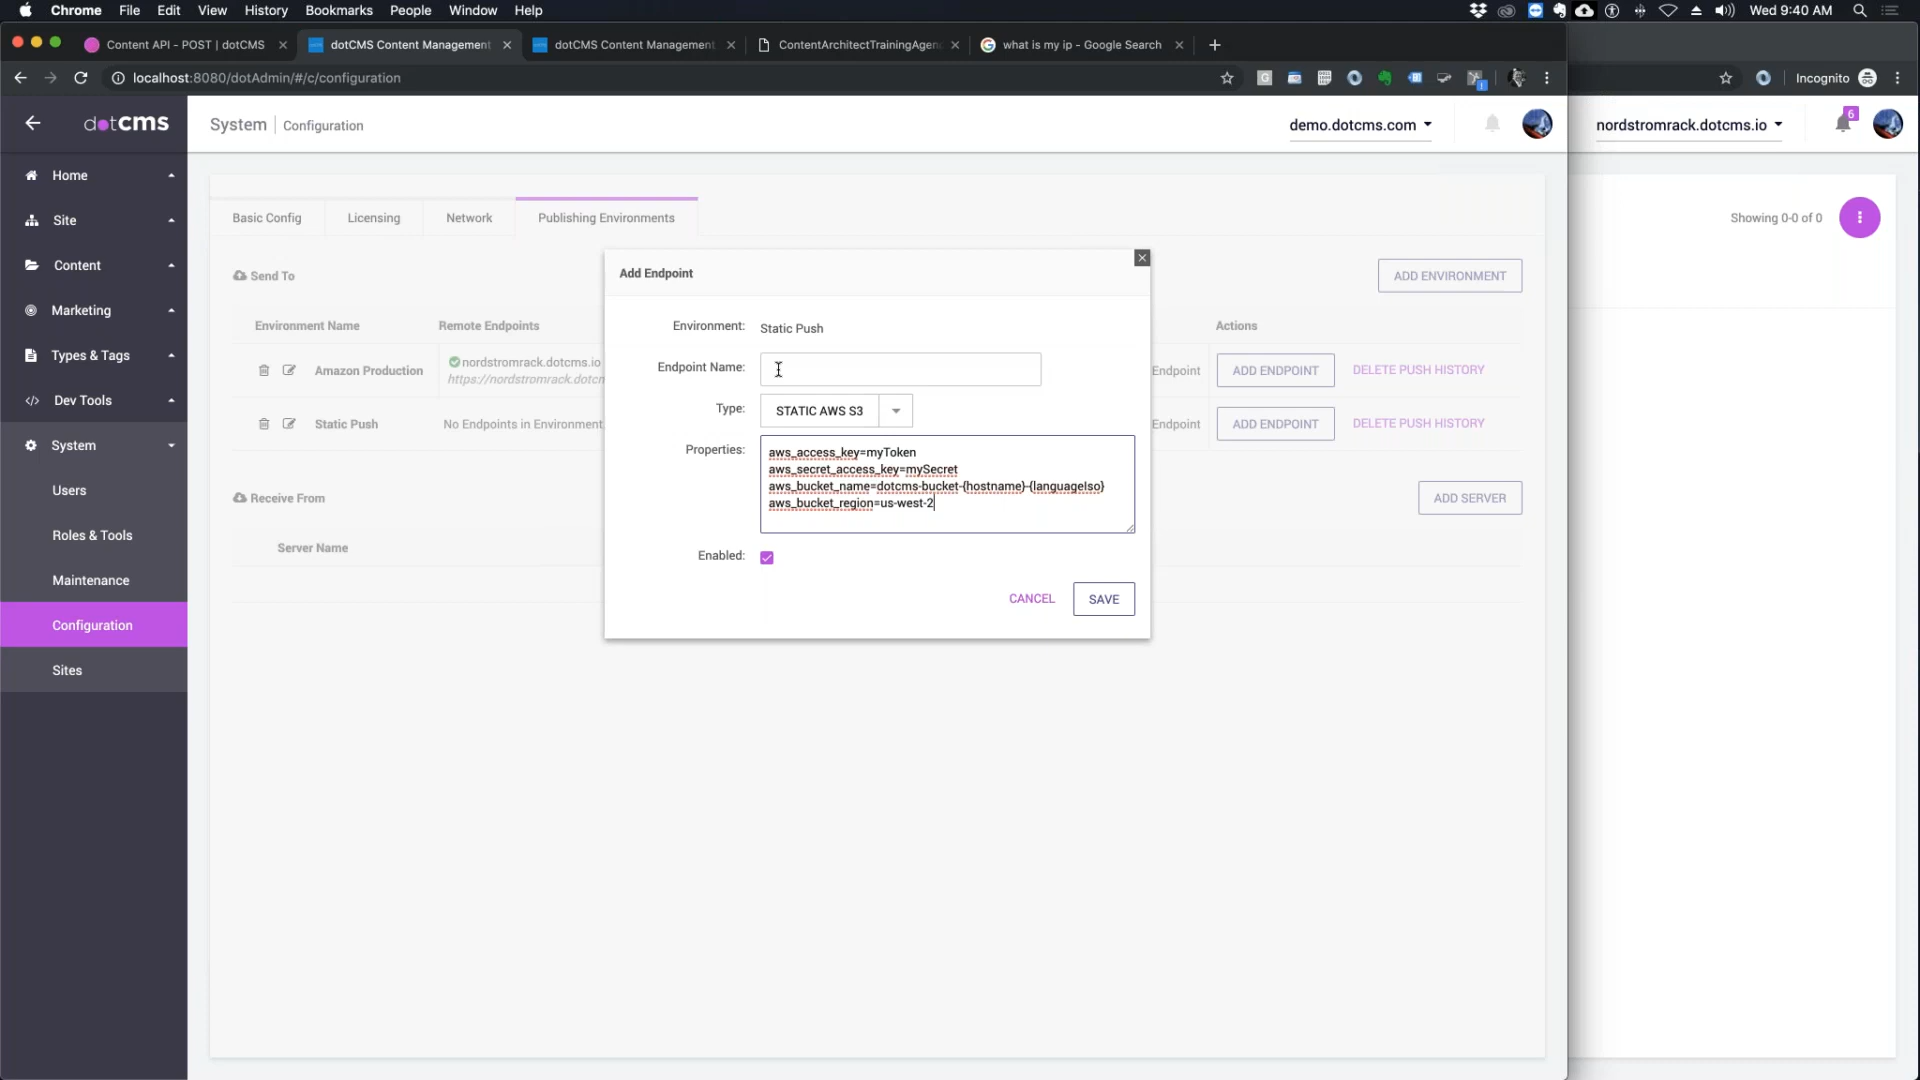 Chrome File Edit View History Bookmarks People Window Help Wed 9:40 AM
Content API - POST | dotCMS dotCMS Content Management dotCMS Content Management ContentArchitectTrainingAgen what is my ip - Google Search
localhost:8080/dotAdmin/#/c/configuration Incognito
dotCMS System Configuration demo.dotcms.com nordstromrack.dotcms.io 6
Home
Site
Content
Marketing
Types & Tags
Dev Tools
System
Users
Roles & Tools
Maintenance
Configuration
Sites
Basic Config Licensing Network Publishing Environments
Showing 0-0 of 0
Send To ADD ENVIRONMENT
Environment Name Remote Endpoints Actions
Amazon Production nordstromrack.dotcms.io Endpoint ADD ENDPOINT DELETE PUSH HISTORY
https://nordstromrack.dotcm
Static Push No Endpoints in Environment, Endpoint ADD ENDPOINT DELETE PUSH HISTORY
Receive From ADD SERVER
Server Name
Add Endpoint
Environment: Static Push
Endpoint Name:
Type: STATIC AWS S3
Properties: aws_access_key=myToken
aws_secret_access_key=mySecret
aws_bucket_name=dotcms-bucket-{hostname}-{languageIso}
aws_bucket_region=us-west-2
Enabled:
CANCEL SAVE